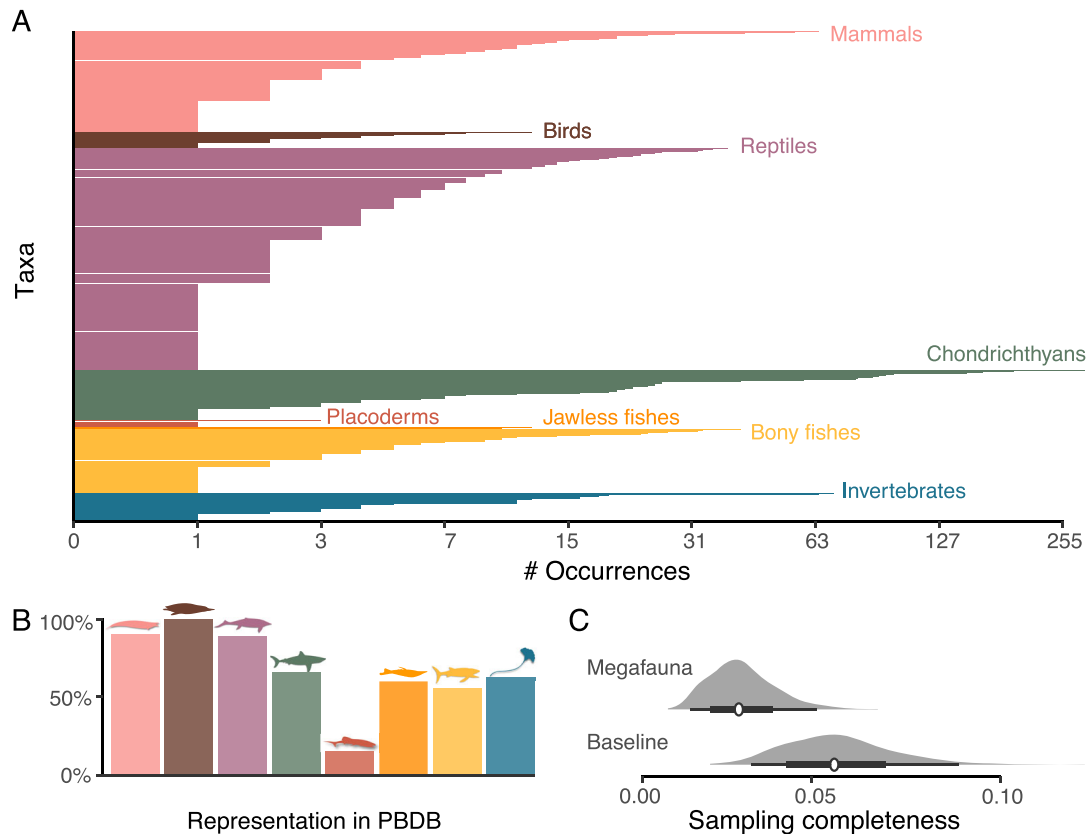 A
Mammals
Birds
Reptiles
Taxa
Chondrichthyans
Placoderms
Jawless fishes
Bony fishes
Invertebrates
0 1 3 7 15 31 63 127 255
# Occurrences
B
100%
50%
0%
Representation in PBDB
C
Megafauna
Baseline
0.00 0.05 0.10
Sampling completeness